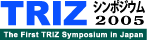 TRIZ シンポジウム
2005
The First TRIZ Symposium in Japan